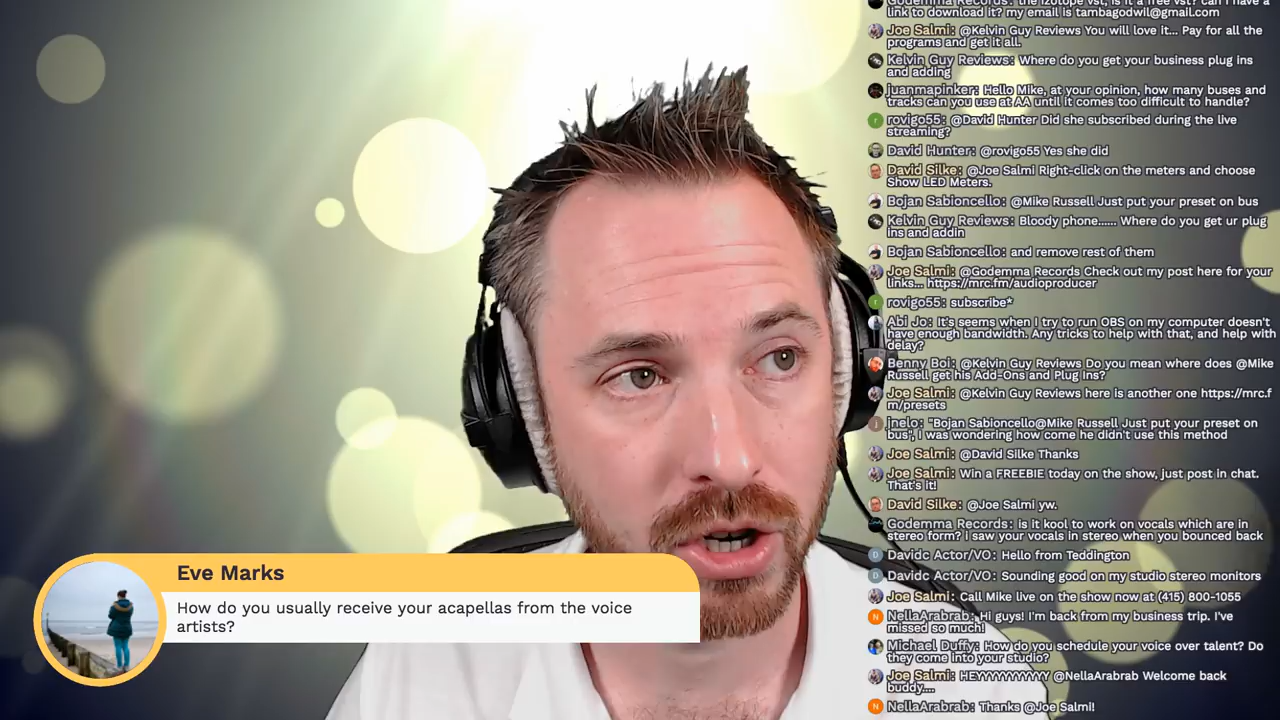 Godemma Records: the izotope vst, is it a free vst? can i have a
link to download it? my email is tambagodwil@gmail.com
Joe Salmi: @Kelvin Guy Reviews You will love it... Pay for all the
programs and get it all.
Kelvin Guy Reviews: Where do you get your business plug ins
and adding
juanmapinker: Hello Mike, at your opinion, how many buses and
tracks can you use at AA until it comes too difficult to handle?
rovigo55: @David Hunter Did she subscribed during the live
streaming?
David Hunter: @rovigo55 Yes she did
David Silke: @Joe Salmi Right-click on the meters and choose
Show LED Meters.
Bojan Sabioncello: @Mike Russell Just put your preset on bus
Kelvin Guy Reviews: Bloody phone...... Where do you get ur plug
ins and addin
Bojan Sabioncello: and remove rest of them
Joe Salmi: @Godemma Records Check out my post here for your
links... https://mrc.fm/audioproducer
rovigo55: subscribe*
Abi Jo: It's seems when I try to run OBS on my computer doesn't
have enough bandwidth. Any tricks to help with that, and help with
delay?
Benny Boi: @Kelvin Guy Reviews Do you mean where does @Mike
Russell get his Add-Ons and Plug Ins?
Joe Salmi: @Kelvin Guy Reviews here is another one https://mrc.f
m/presets
jnelo: "Bojan Sabioncello@Mike Russell Just put your preset on
bus", I was wondering how come he didn't use this method
Joe Salmi: @David Silke Thanks
Joe Salmi: Win a FREEBIE today on the show, just post in chat.
That's it!
David Silke: @Joe Salmi yw.
Godemma Records: is it kool to work on vocals which are in
stereo form? I saw your vocals in stereo when you bounced back
Davidc Actor/VO: Hello from Teddington
Davidc Actor/VO: Sounding good on my studio stereo monitors
Joe Salmi: Call Mike live on the show now at (415) 800-1055
NellaArabrab: Hi guys! I'm back from my business trip. I've
missed so much!
Michael Duffy: How do you schedule your voice over talent? Do
they come into your studio?
Joe Salmi: HEYYYYYYYYYY @NellaArabrab Welcome back
buddy....
NellaArabrab: Thanks @Joe Salmi!
Eve Marks
How do you usually receive your acapellas from the voice
artists?